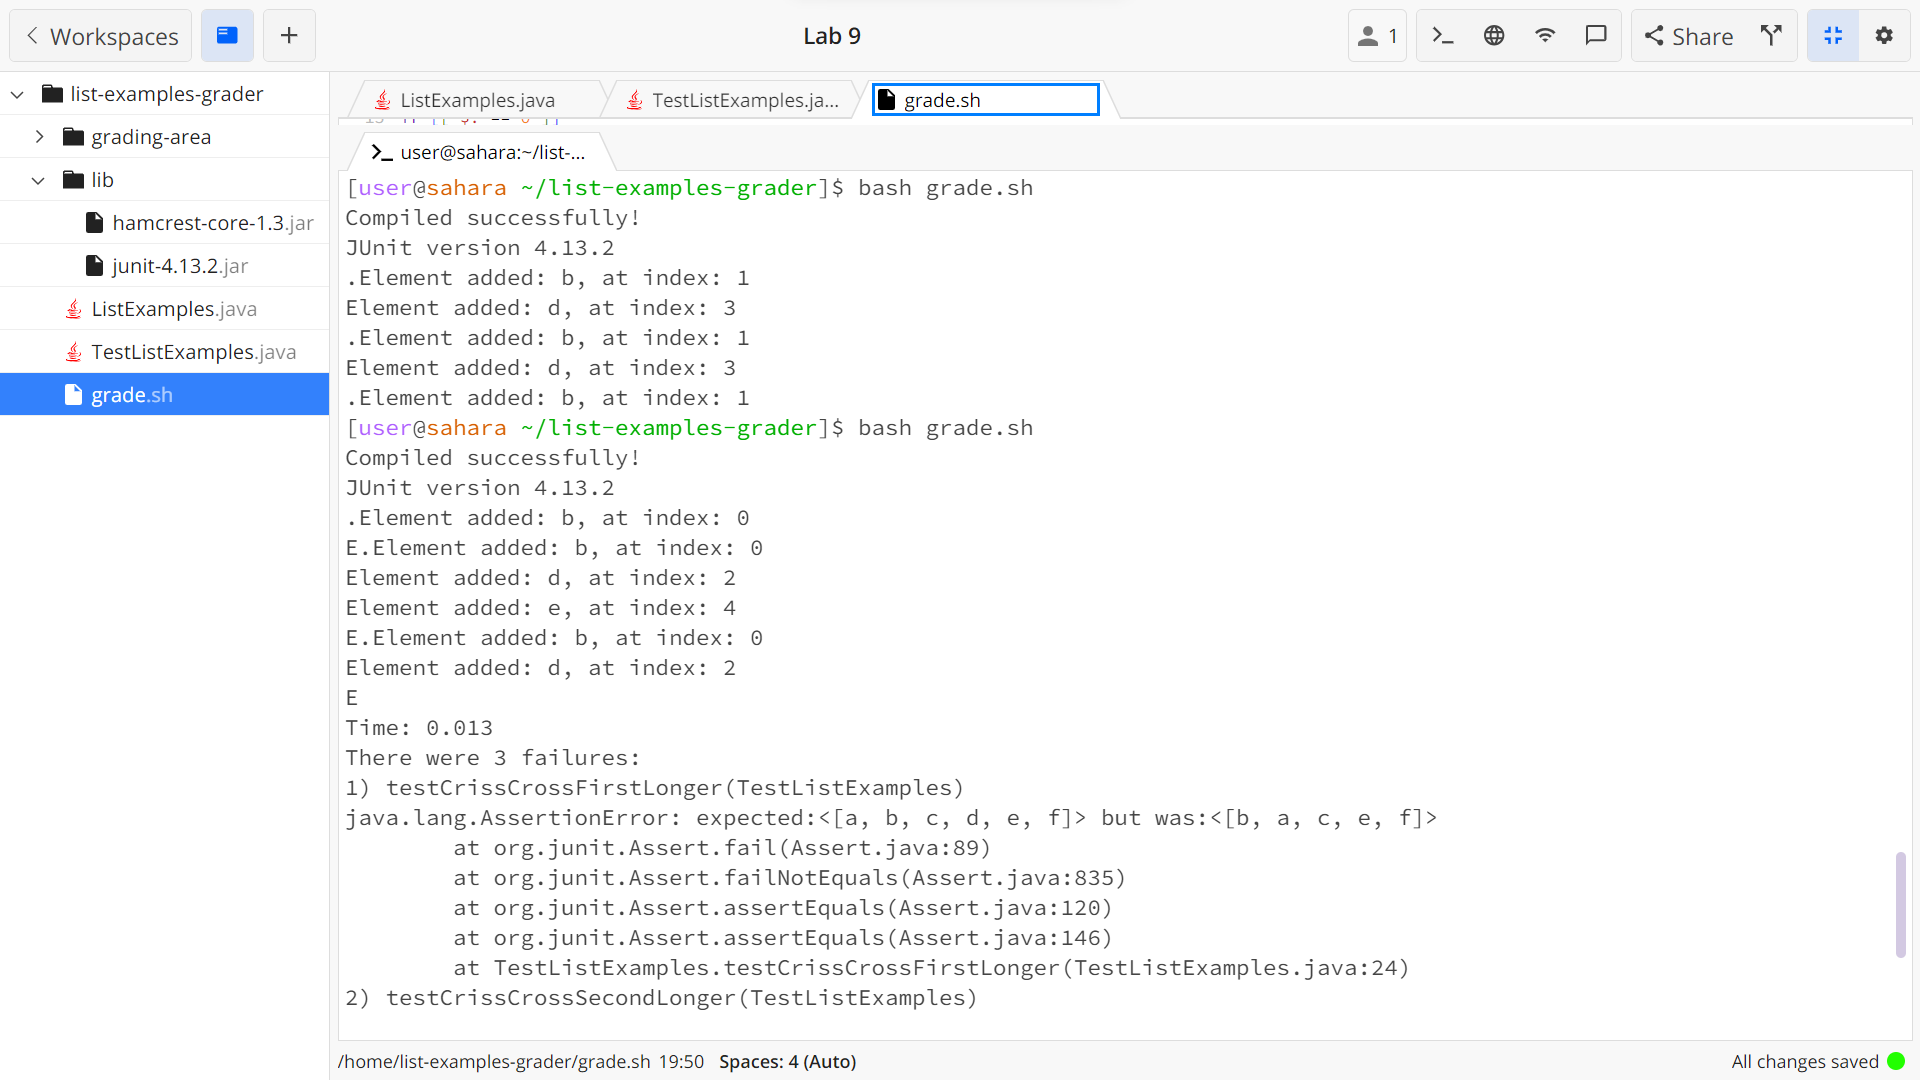 Workspaces
Lab 9
1
Share
list-examples-grader
grading-area
lib
hamcrest-core-1.3.jar
junit-4.13.2.jar
ListExamples.java
TestListExamples.java
grade.sh
ListExamples.java
TestListExamples.ja...
grade.sh
user@sahara:~/list-...
[user@sahara ~/list-examples-grader]$ bash grade.sh
Compiled successfully!
JUnit version 4.13.2
.Element added: b, at index: 1
Element added: d, at index: 3
.Element added: b, at index: 1
Element added: d, at index: 3
.Element added: b, at index: 1
[user@sahara ~/list-examples-grader]$ bash grade.sh
Compiled successfully!
JUnit version 4.13.2
.Element added: b, at index: 0
E.Element added: b, at index: 0
Element added: d, at index: 2
Element added: e, at index: 4
E.Element added: b, at index: 0
Element added: d, at index: 2
E
Time: 0.013
There were 3 failures:
1) testCrissCrossFirstLonger(TestListExamples)
java.lang.AssertionError: expected:<[a, b, c, d, e, f]> but was:<[b, a, c, e, f]>
at org.junit.Assert.fail(Assert.java:89)
at org.junit.Assert.failNotEquals(Assert.java:835)
at org.junit.Assert.assertEquals(Assert.java:120)
at org.junit.Assert.assertEquals(Assert.java:146)
at TestListExamples.testCrissCrossFirstLonger(TestListExamples.java:24)
2) testCrissCrossSecondLonger(TestListExamples)
/home/list-examples-grader/grade.sh 19:50 Spaces: 4 (Auto)
All changes saved